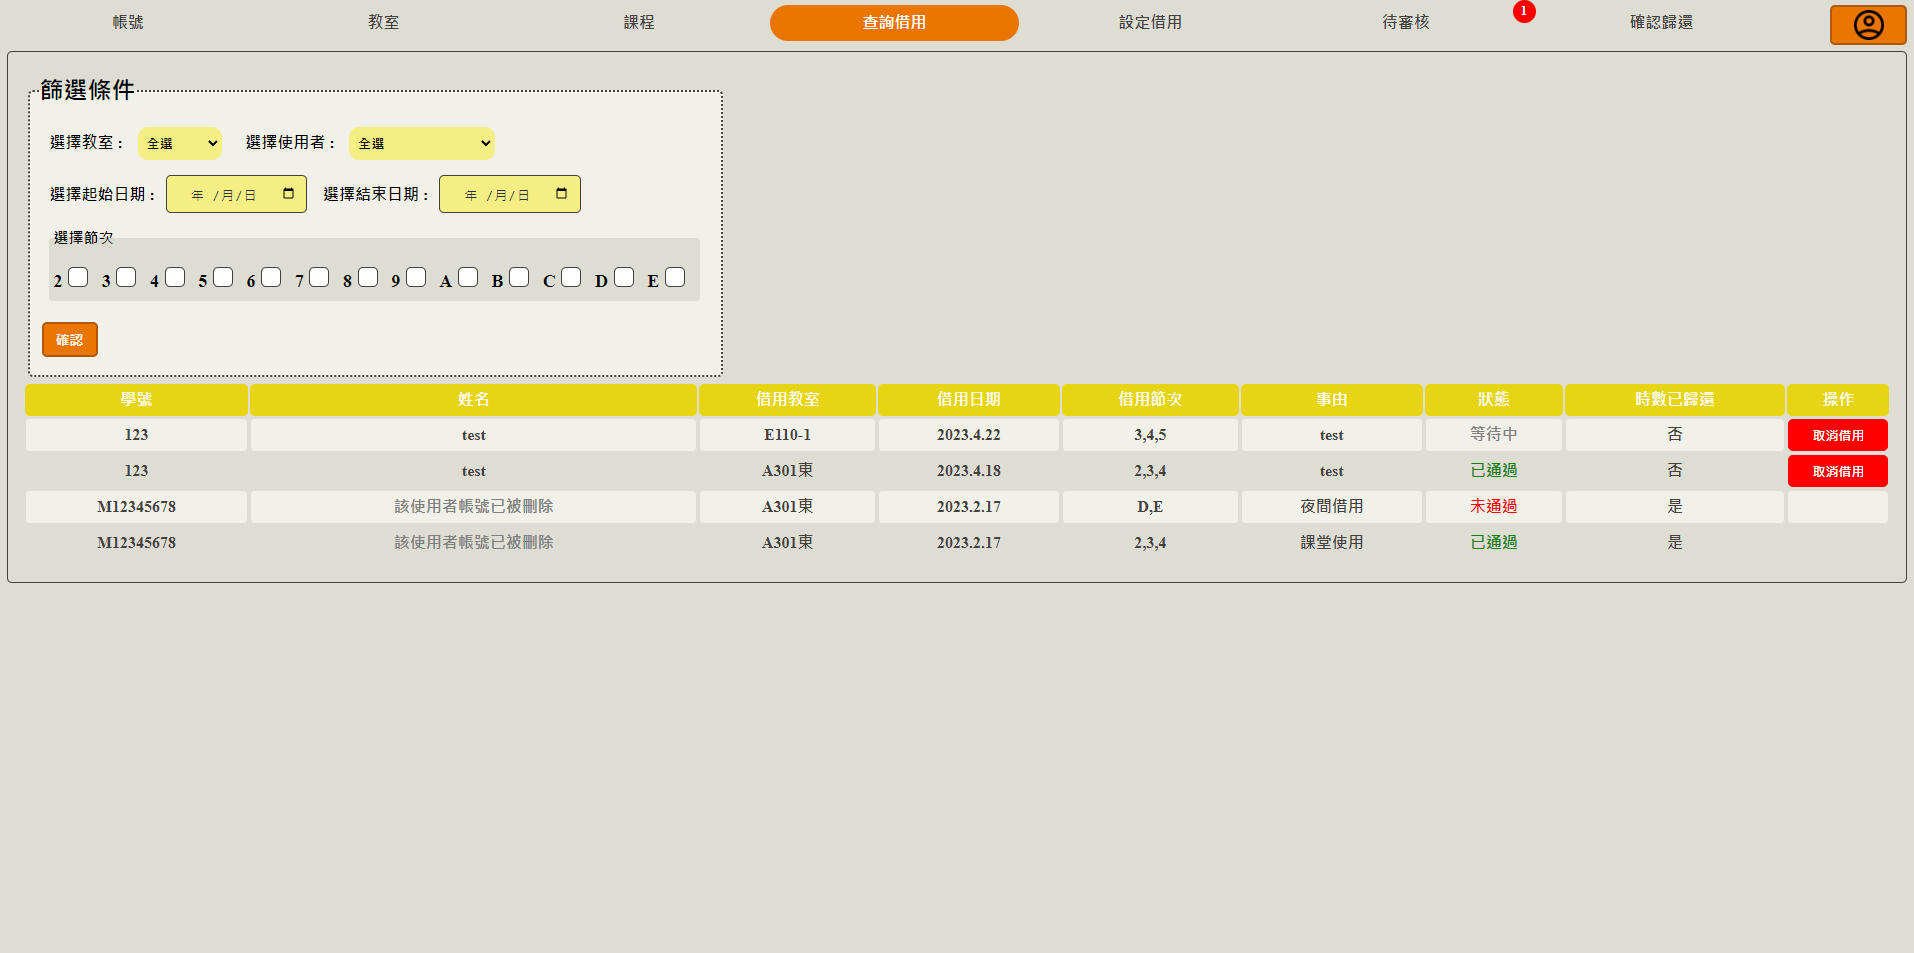 帳號 教室 課程 查詢借用 設定借用 待審核 1 確認歸還
篩選條件
選擇教室： 全選 選擇使用者： 全選
選擇起始日期： 年 /月/日 選擇結束日期： 年 /月/日
選擇節次
2 3 4 5 6 7 8 9 A B C D E
確認
學號 姓名 借用教室 借用日期 借用節次 事由 狀態 時數已歸還 操作
123 test E110-1 2023.4.22 3,4,5 test 等待中 否 取消借用
123 test A301東 2023.4.18 2,3,4 test 已通過 否 取消借用
M12345678 該使用者帳號已被刪除 A301東 2023.2.17 D,E 夜間借用 未通過 是
M12345678 該使用者帳號已被刪除 A301東 2023.2.17 2,3,4 課堂使用 已通過 是